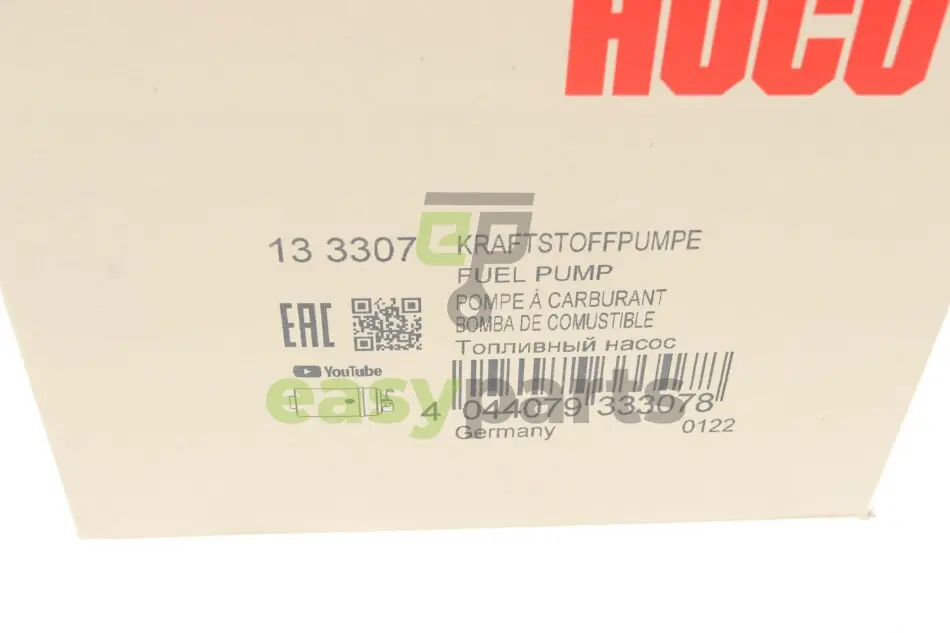 HUCO
13 3307
KRAFTSTOFFPUMPE
FUEL PUMP
POMPE À CARBURANT
BOMBA DE COMUSTIBLE
Топливный насос
EAC
YouTube
easyparts
4 044079 333078
Germany
0122